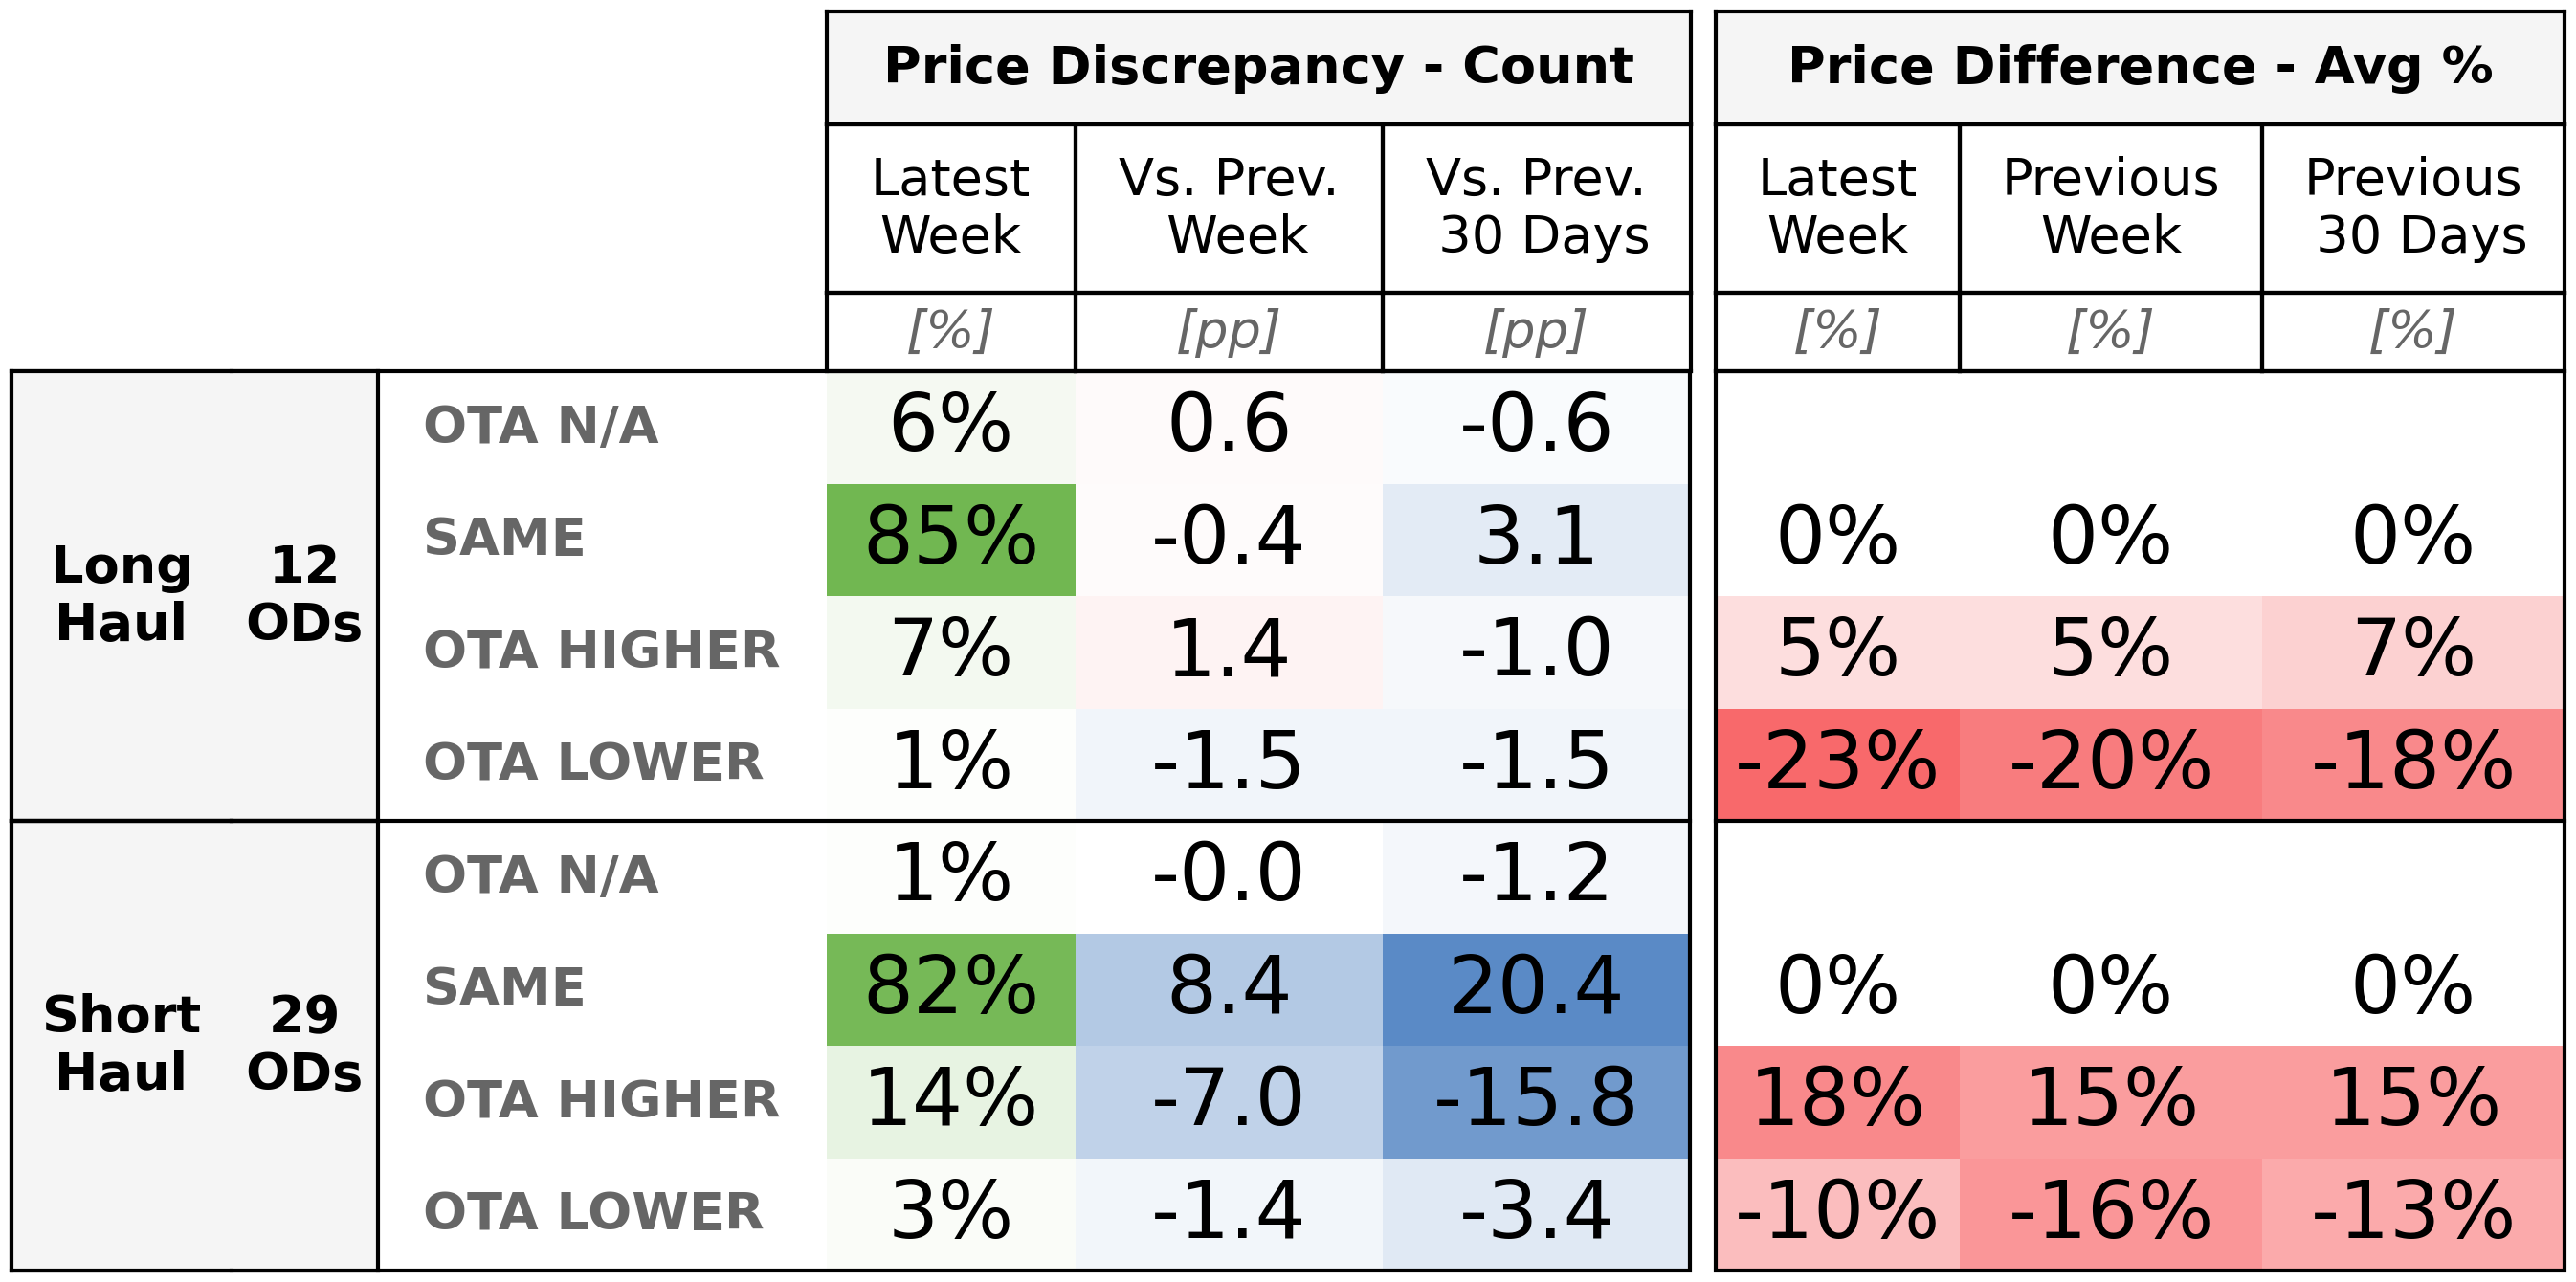 Price Discrepancy - Count Price Difference - Avg %
Latest Week Vs. Prev. Week Vs. Prev. 30 Days Latest Week Previous Week Previous 30 Days
[%] [pp] [pp] [%] [%] [%]
Long Haul 12 ODs
OTA N/A 6% 0.6 -0.6
SAME 85% -0.4 3.1 0% 0% 0%
OTA HIGHER 7% 1.4 -1.0 5% 5% 7%
OTA LOWER 1% -1.5 -1.5 -23% -20% -18%
Short Haul 29 ODs
OTA N/A 1% -0.0 -1.2
SAME 82% 8.4 20.4 0% 0% 0%
OTA HIGHER 14% -7.0 -15.8 18% 15% 15%
OTA LOWER 3% -1.4 -3.4 -10% -16% -13%